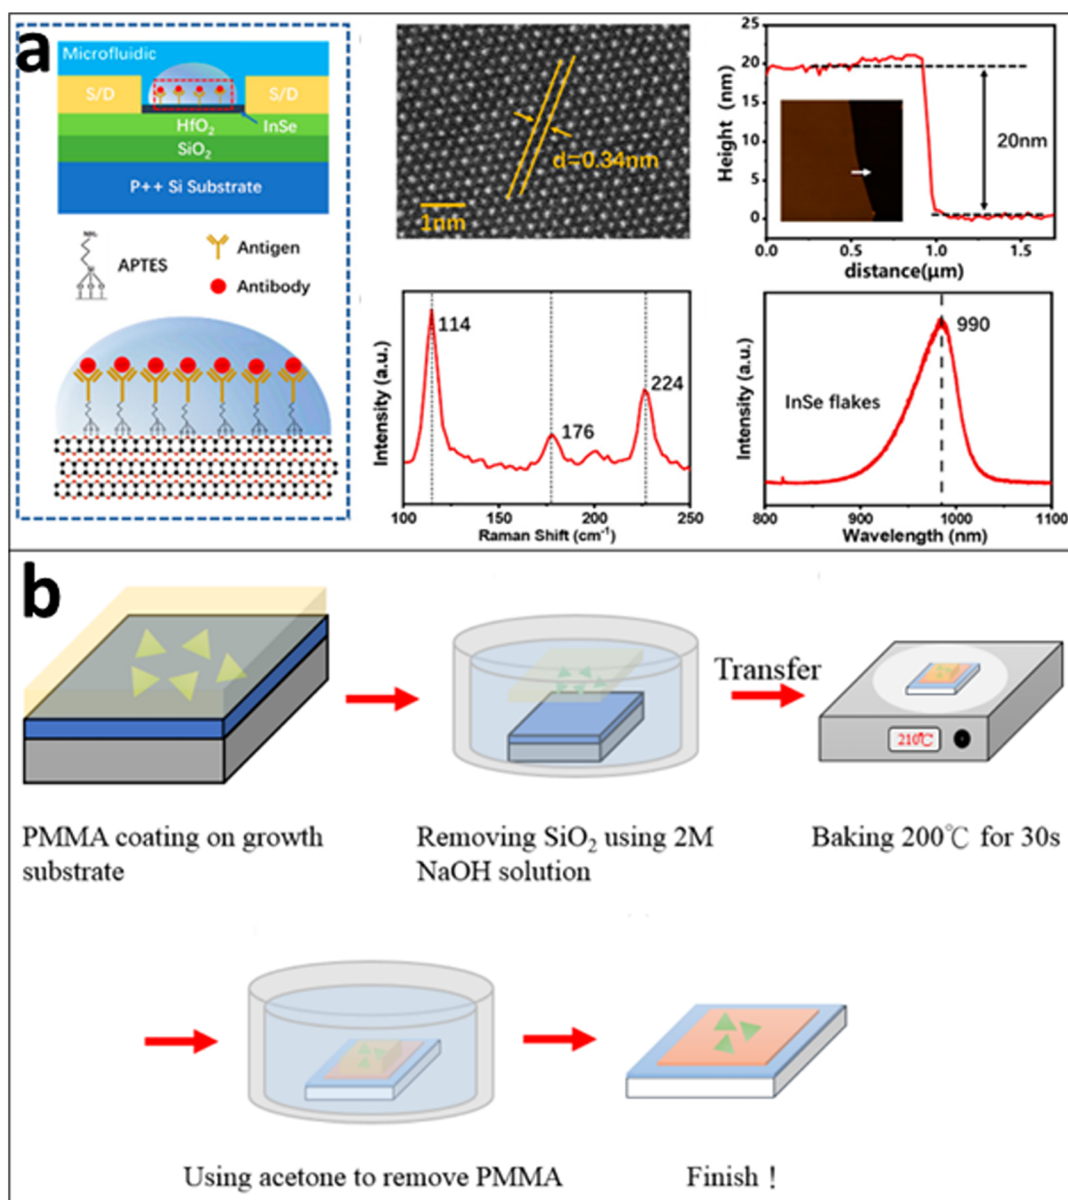 a
Microfluidic
S/D
S/D
HfO₂
InSe
SiO₂
P++ Si Substrate
NH₂
Si
APTES
Antigen
Antibody
d=0.34nm
1nm
25
20
15
10
5
0
Height (nm)
20nm
0.0 0.5 1.0 1.5
distance(μm)
114
176
224
Intensity (a.u.)
100 150 200 250
Raman Shift (cm⁻¹)
990
InSe flakes
Intensity (a.u.)
800 900 1000 1100
Wavelength (nm)
b
Transfer
210℃
PMMA coating on growth
substrate
Removing SiO₂ using 2M
NaOH solution
Baking 200℃ for 30s
Using acetone to remove PMMA
Finish !